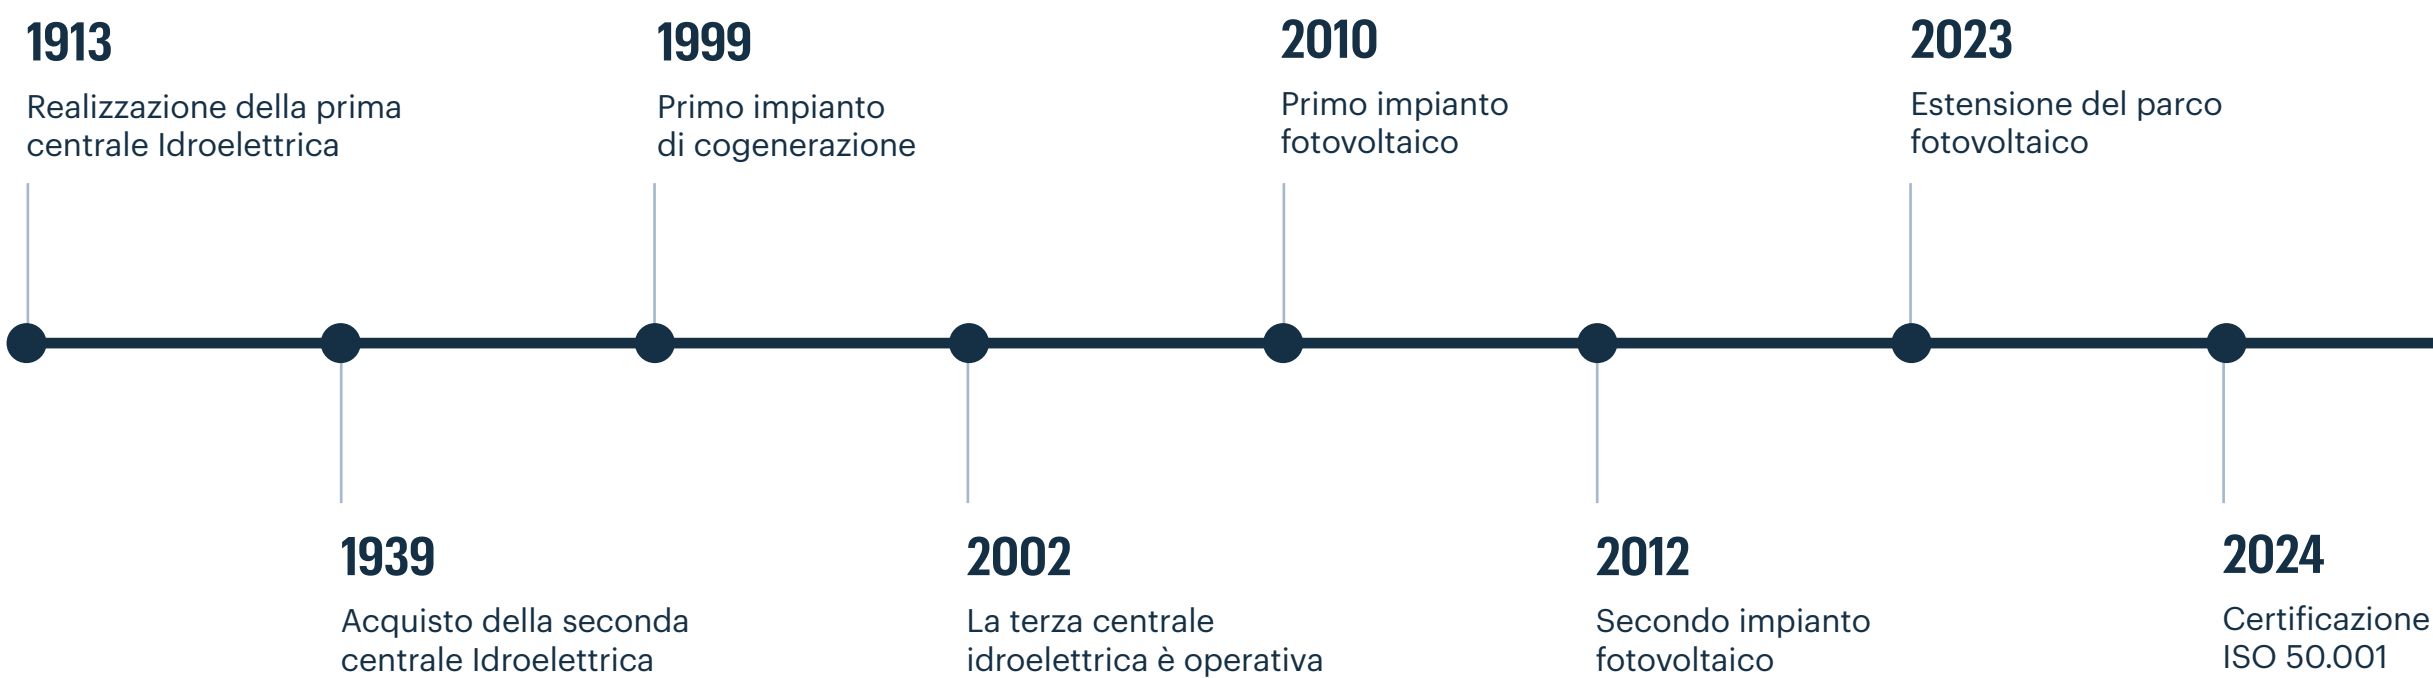 1913
Realizzazione della prima
centrale Idroelettrica
1939
Acquisto della seconda
centrale Idroelettrica
1999
Primo impianto
di cogenerazione
2002
La terza centrale
idroelettrica è operativa
2010
Primo impianto
fotovoltaico
2012
Secondo impianto
fotovoltaico
2023
Estensione del parco
fotovoltaico
2024
Certificazione
ISO 50.001